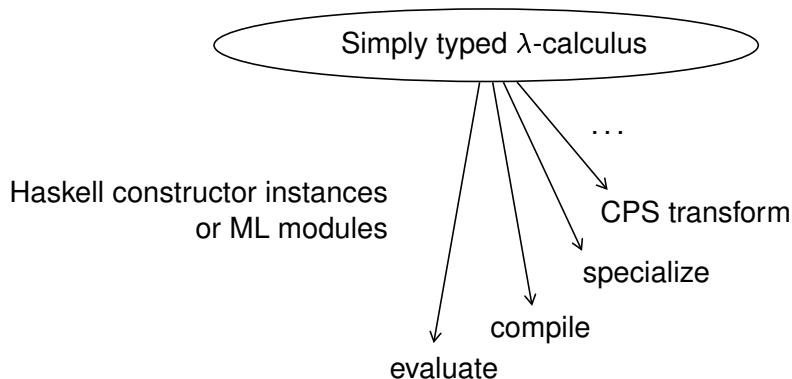 Simply typed λ-calculus
. . .
Haskell constructor instances
or ML modules
CPS transform
specialize
compile
evaluate